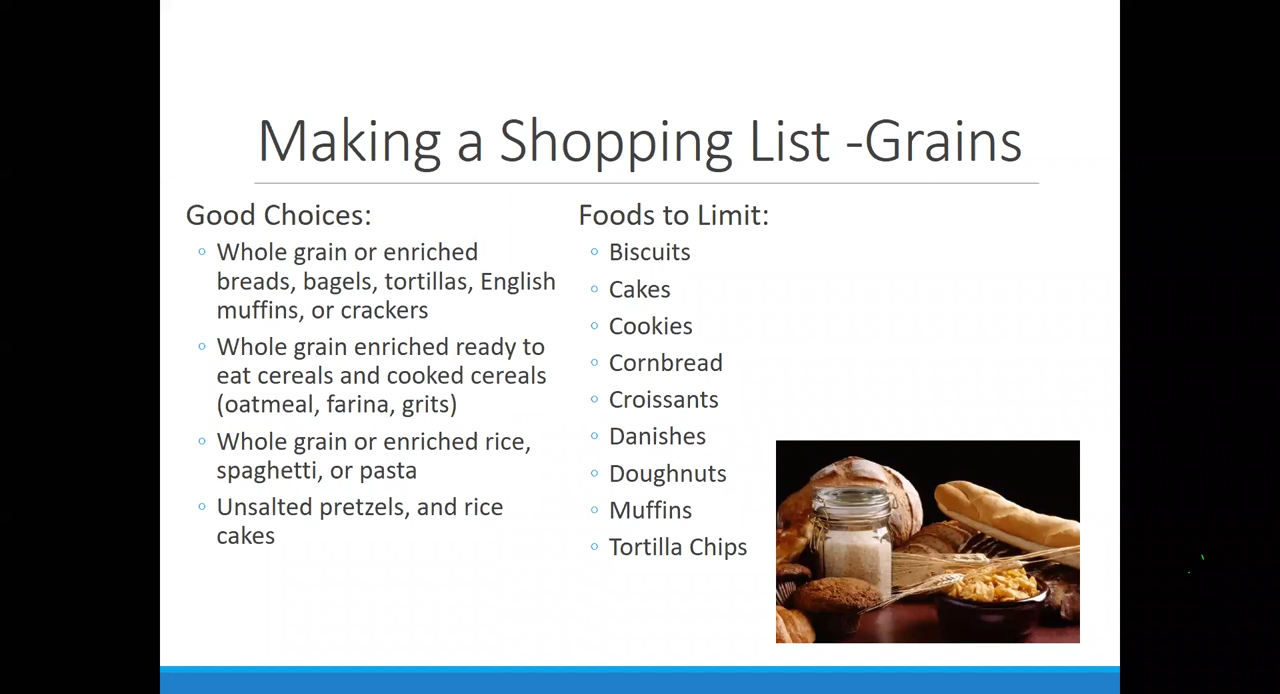 Making a Shopping List -Grains
Good Choices:
Whole grain or enriched
breads, bagels, tortillas, English
muffins, or crackers
Whole grain enriched ready to
eat cereals and cooked cereals
(oatmeal, farina, grits)
Whole grain or enriched rice,
spaghetti, or pasta
Unsalted pretzels, and rice
cakes
Foods to Limit:
Biscuits
Cakes
Cookies
Cornbread
Croissants
Danishes
Doughnuts
Muffins
Tortilla Chips